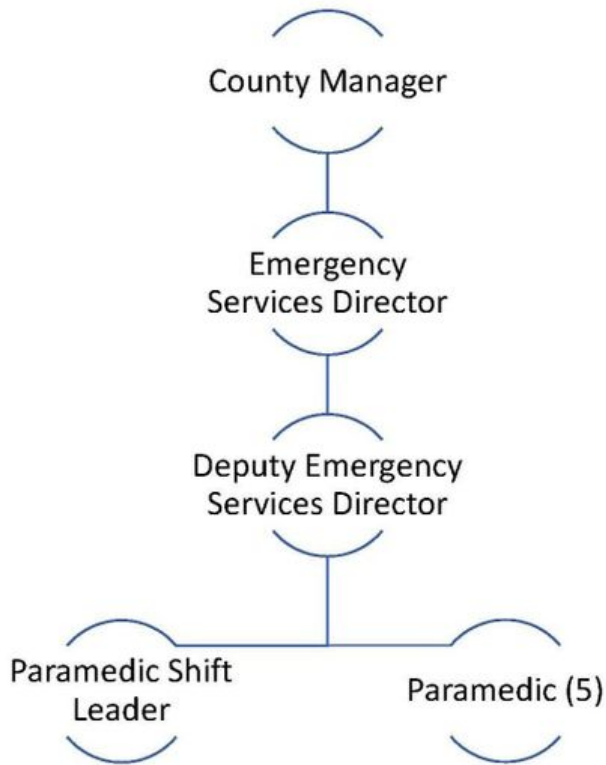 County Manager
Emergency
Services Director
Deputy Emergency
Services Director
Paramedic Shift
Leader
Paramedic (5)